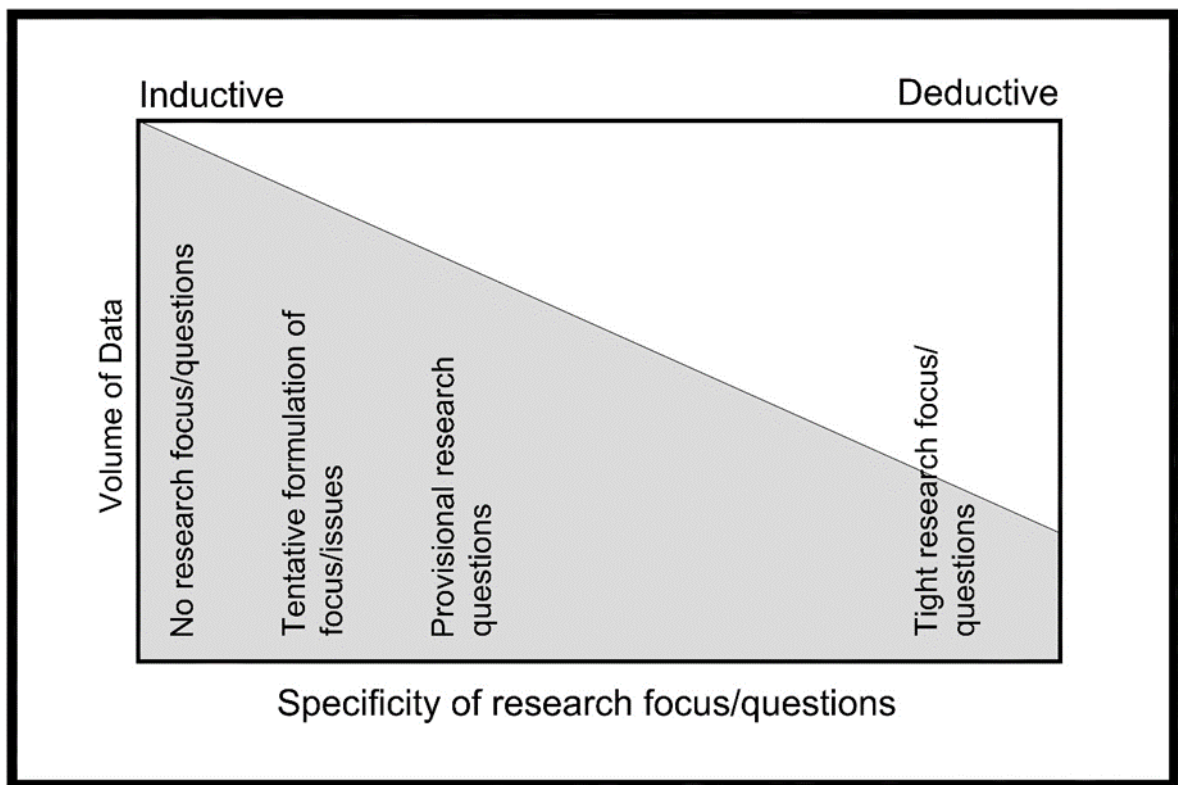 Inductive
Deductive
Volume of Data
No research focus/questions
Tentative formulation of
focus/issues
Provisional research
questions
Tight research focus/
questions
Specificity of research focus/questions